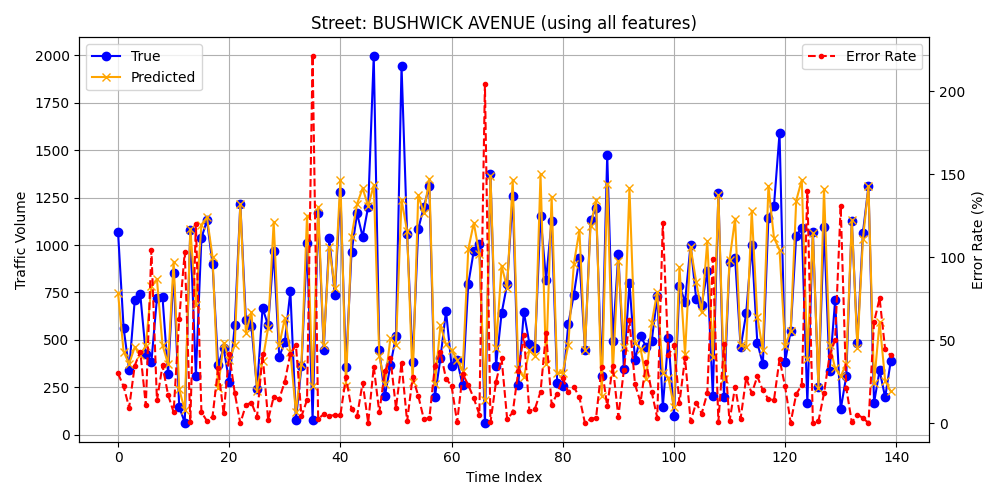 Street: BUSHWICK AVENUE (using all features)
True
Predicted
Error Rate
Traffic Volume
2000
1750
1500
1250
1000
750
500
250
0
200
150
100
50
0
Error Rate (%)
0 20 40 60 80 100 120 140
Time Index